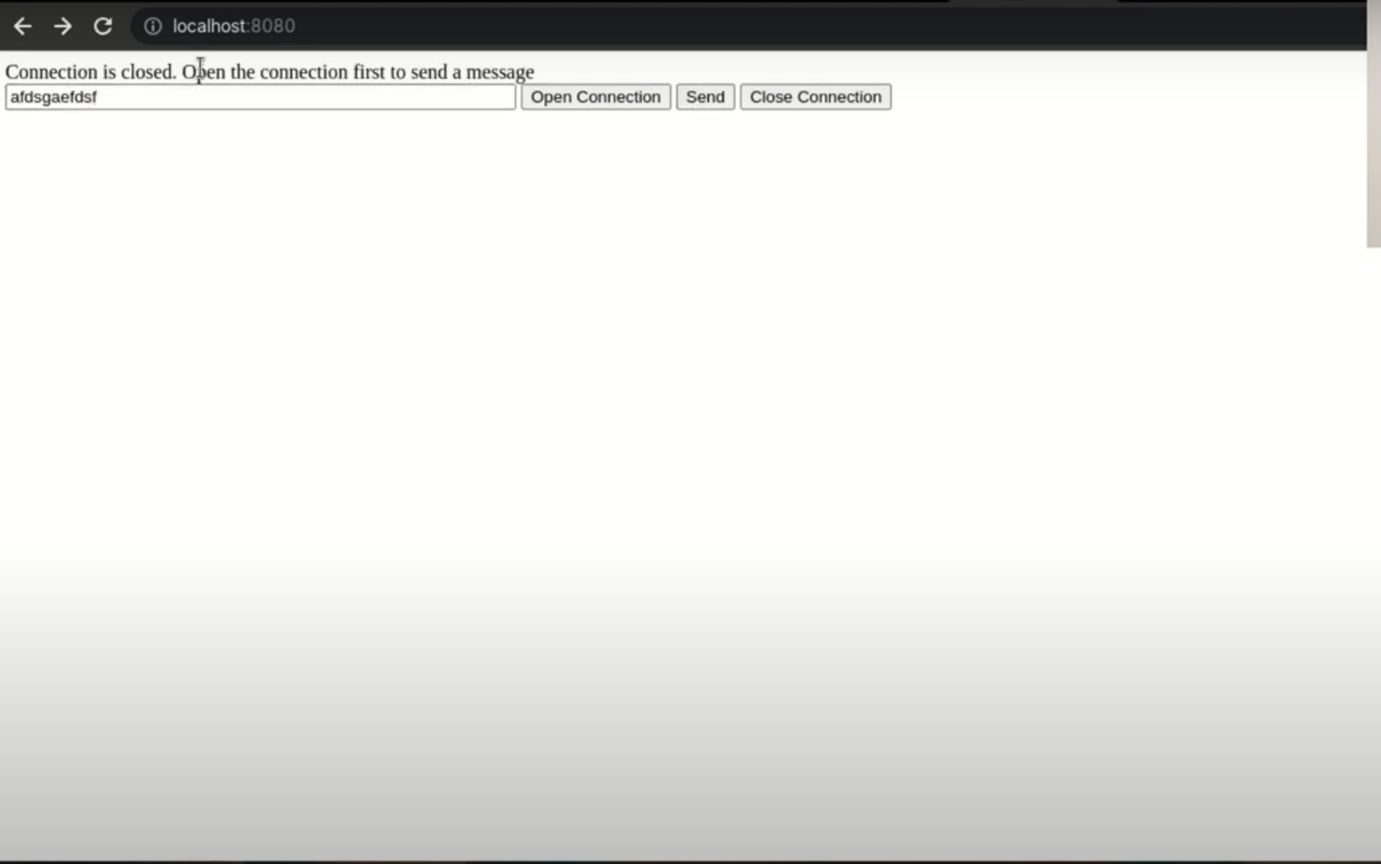 localhost:8080
Connection is closed. Open the connection first to send a message
afdsgaefdsf Open Connection Send Close Connection